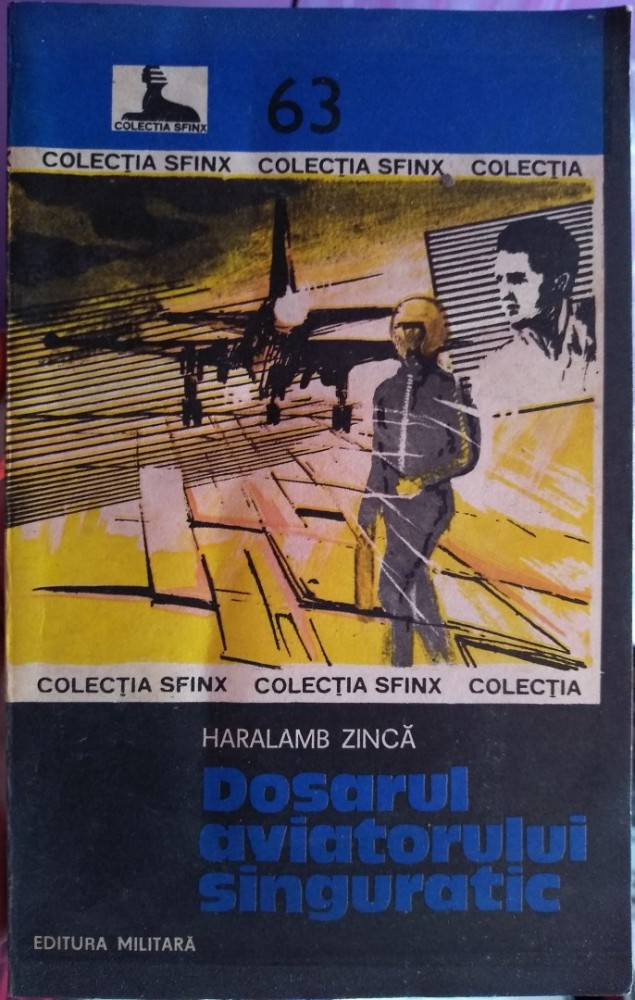 COLECTIA SFINX
63
X COLECȚIA SFINX COLECȚIA SFINX COLECȚIA
COLECȚIA SFINX COLECȚIA SFINX COLECȚIA
HARALAMB ZINCĂ
Dosarul
aviatorului
singuratic
EDITURA MILITARĂ